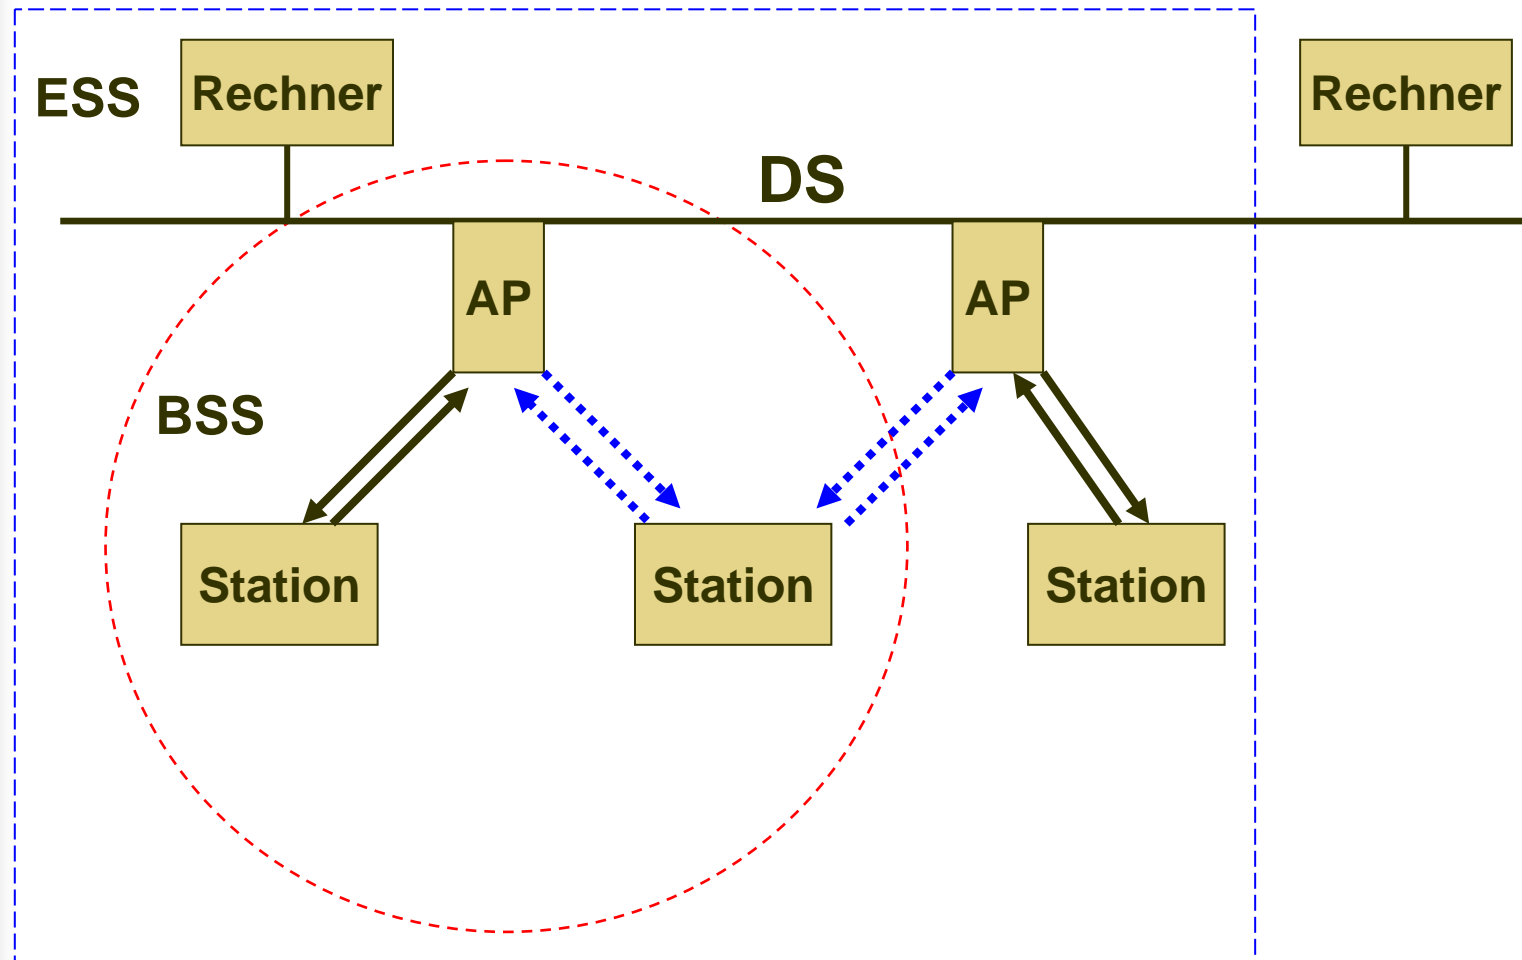 ESS
Rechner
Rechner
DS
AP
AP
BSS
Station
Station
Station